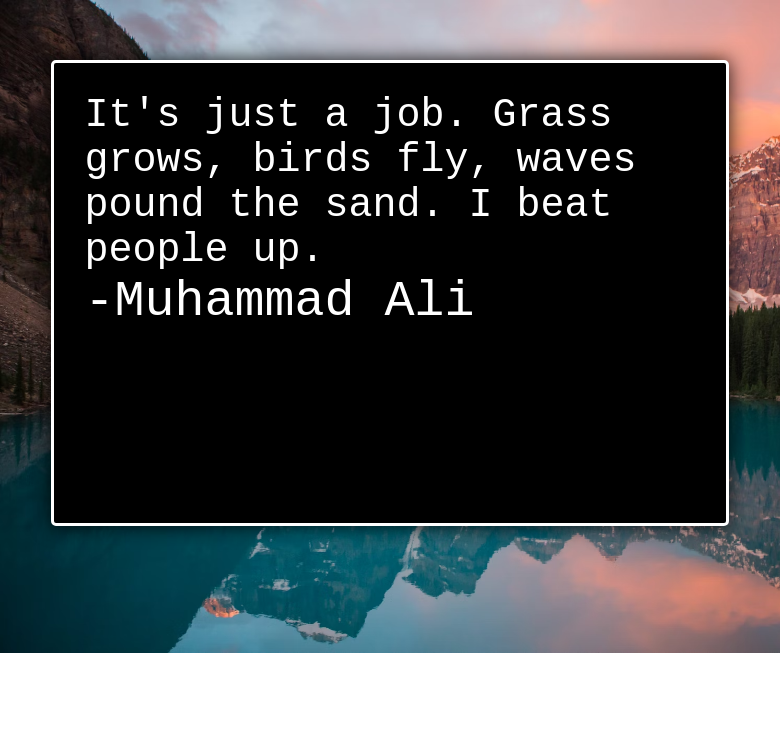 It's just a job. Grass
grows, birds fly, waves
pound the sand. I beat
people up.
-Muhammad Ali